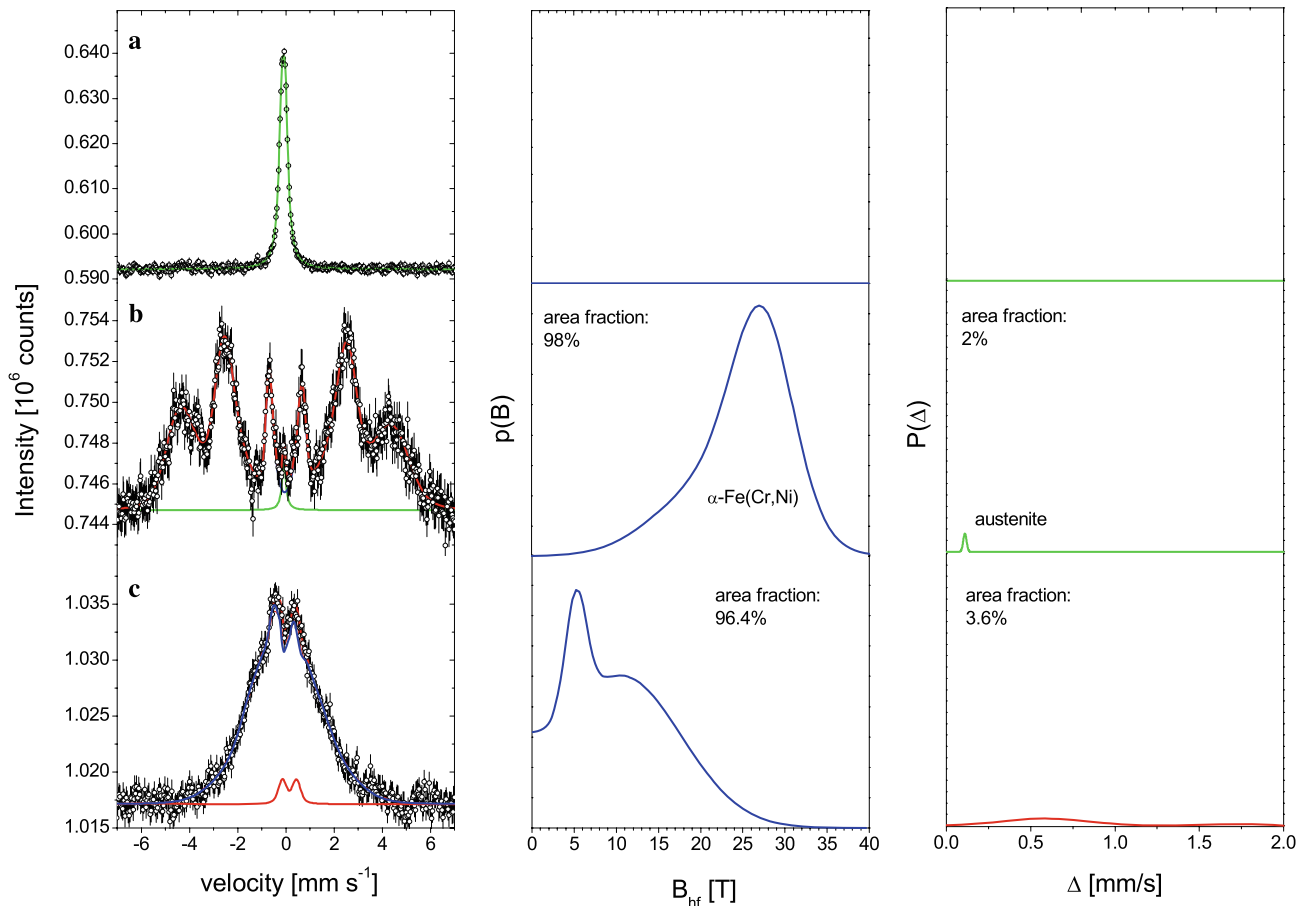 a
0.640
0.630
0.620
0.610
0.600
0.590
b
0.754
0.752
0.750
0.748
0.746
0.744
c
1.035
1.030
1.025
1.020
1.015
Intensity [10⁶ counts]
-6 -4 -2 0 2 4 6
velocity [mm s⁻¹]
p(B)
area fraction:
98%
α-Fe(Cr,Ni)
area fraction:
96.4%
0 5 10 15 20 25 30 35 40
B_hf [T]
P(Δ)
area fraction:
2%
austenite
area fraction:
3.6%
0.0 0.4 0.8 1.2 1.6 2.0
Δ [mm/s]